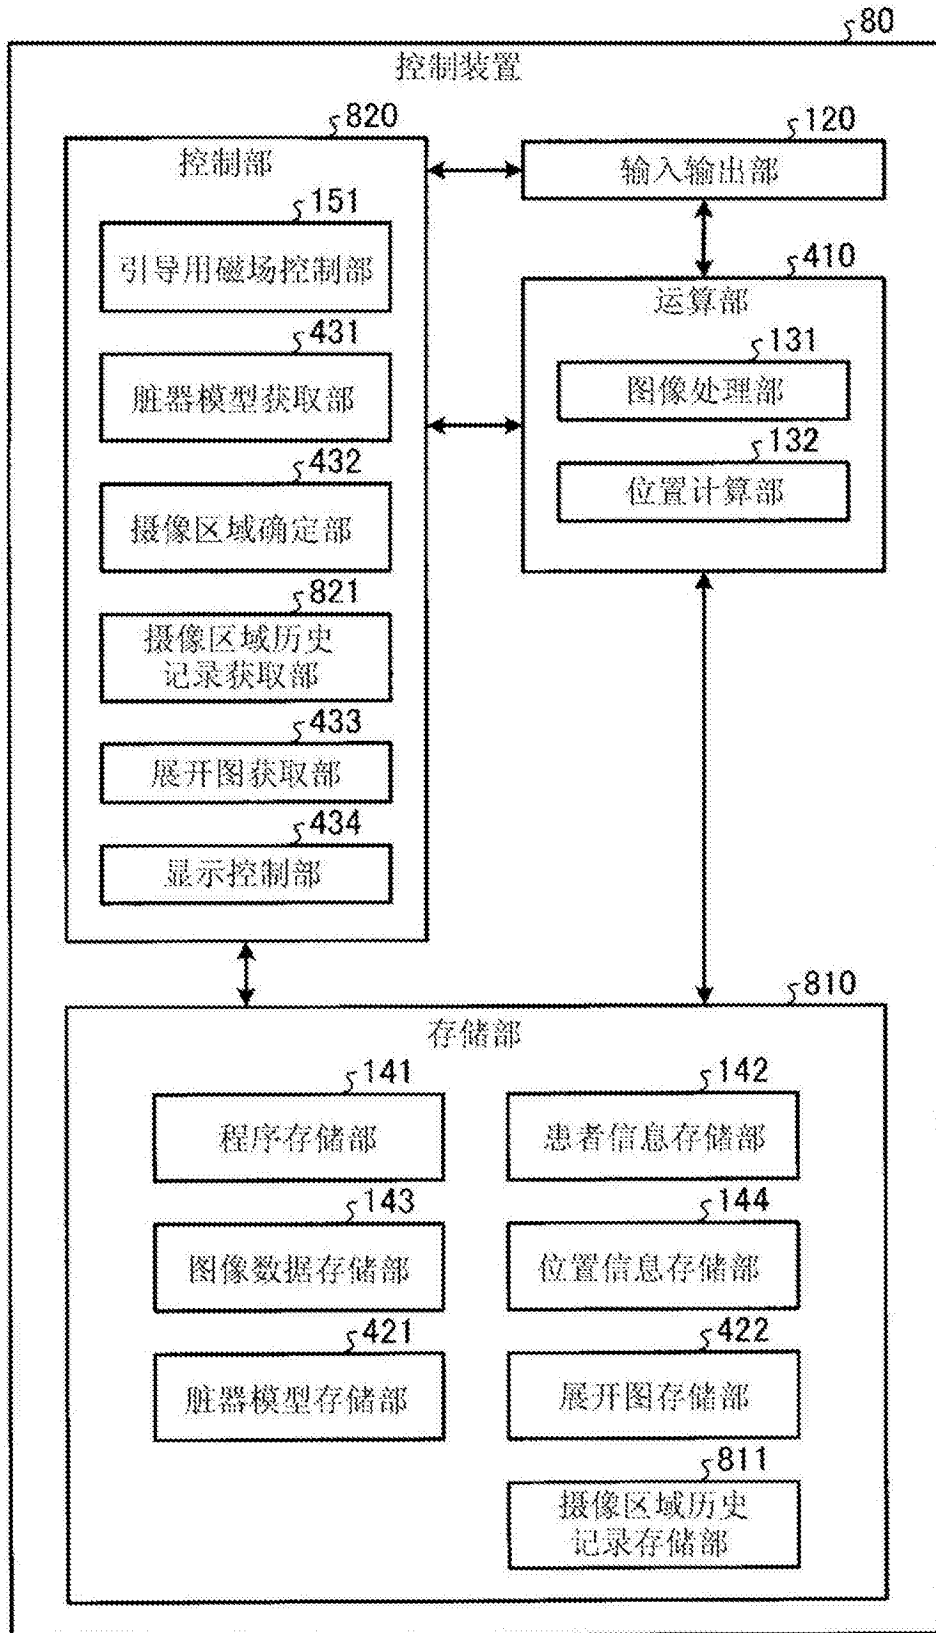 80
控制装置
820
控制部
151
引导用磁场控制部
431
脏器模型获取部
432
摄像区域确定部
821
摄像区域历史
记录获取部
433
展开图获取部
434
显示控制部
120
输入输出部
410
运算部
131
图像处理部
132
位置计算部
810
存储部
141
程序存储部
142
患者信息存储部
143
图像数据存储部
144
位置信息存储部
421
脏器模型存储部
422
展开图存储部
811
摄像区域历史
记录存储部